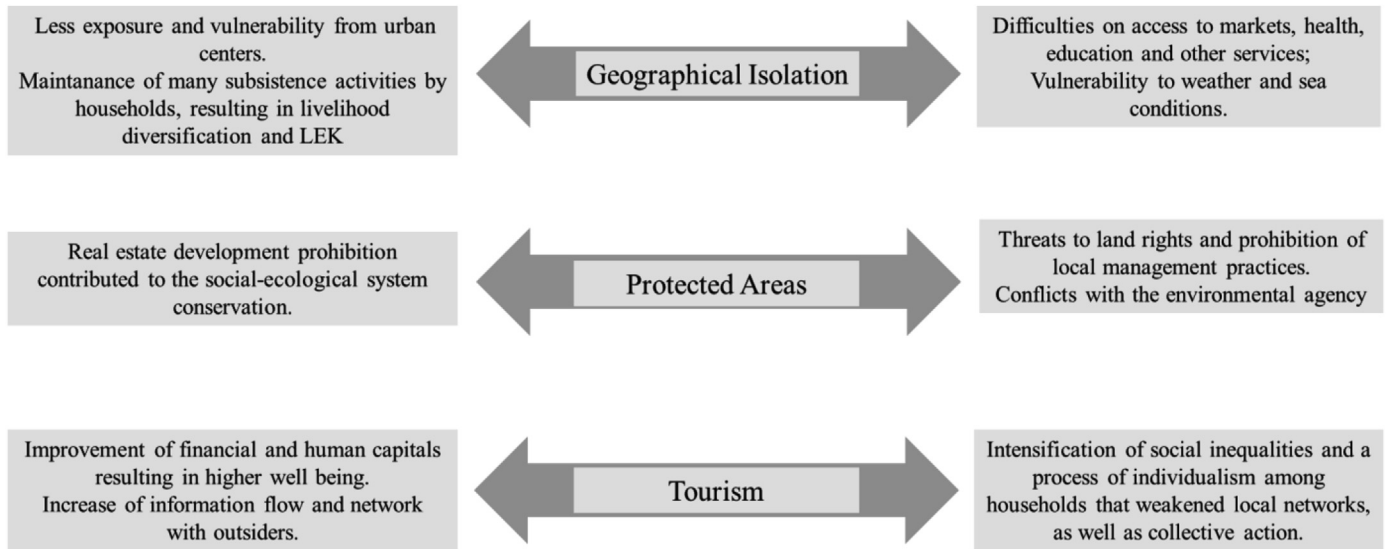 Less exposure and vulnerability from urban
centers.
Maintanance of many subsistence activities by
households, resulting in livelihood
diversification and LEK
Geographical Isolation
Difficulties on access to markets, health,
education and other services;
Vulnerability to weather and sea
conditions.
Real estate development prohibition
contributed to the social-ecological system
conservation.
Protected Areas
Threats to land rights and prohibition of
local management practices.
Conflicts with the environmental agency
Improvement of financial and human capitals
resulting in higher well being.
Increase of information flow and network
with outsiders.
Tourism
Intensification of social inequalities and a
process of individualism among
households that weakened local networks,
as well as collective action.